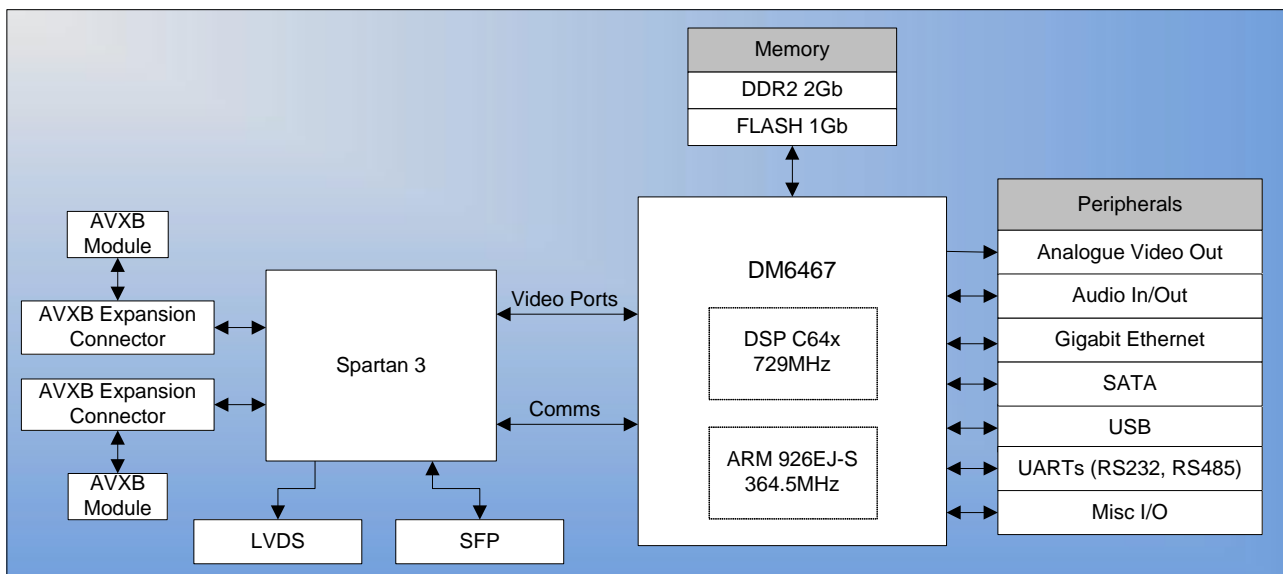 Memory
DDR2 2Gb
FLASH 1Gb
Peripherals
Analogue Video Out
Audio In/Out
Gigabit Ethernet
SATA
USB
UARTs (RS232, RS485)
Misc I/O
DM6467
DSP C64x
729MHz
ARM 926EJ-S
364.5MHz
Video Ports
Comms
Spartan 3
AVXB
Module
AVXB Expansion
Connector
AVXB Expansion
Connector
AVXB
Module
LVDS
SFP